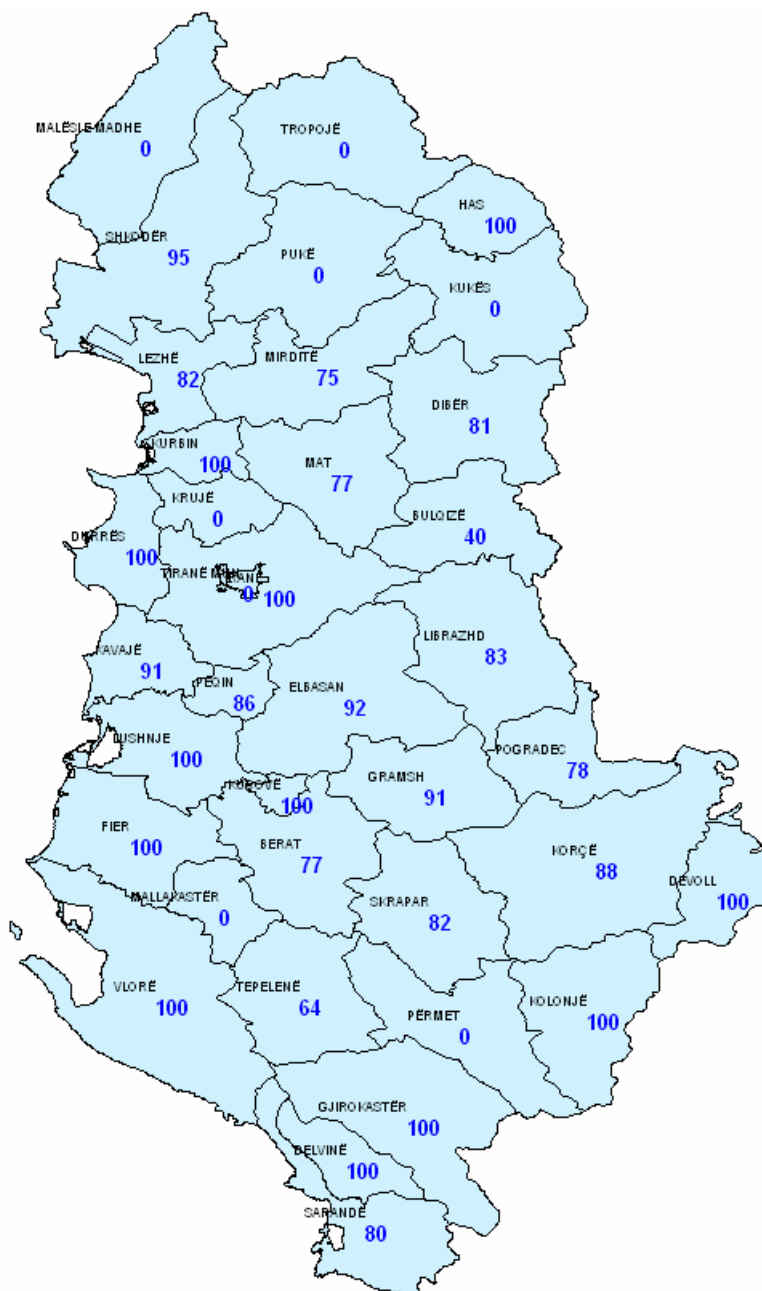 MALËSI E MADHE
0
TROPOJË
0
HAS
100
SHKODËR
95
PUKË
0
KUKËS
0
LEZHË
82
MIRDITË
75
DIBËR
81
KURBIN
100
MAT
77
KRUJË
0
BULQIZË
40
DURRËS
100
TIRANË
0
100
LIBRAZHD
83
KAVAJË
91
PEQIN
86
ELBASAN
92
LUSHNJE
100
POGRADEC
78
GRAMSH
91
KUÇOVË
100
FIER
100
BERAT
77
KORÇË
88
DEVOLL
100
MALLAKASTËR
0
SKRAPAR
82
VLORË
100
TEPELENË
64
PËRMET
0
KOLONJË
100
GJIROKASTËR
100
DELVINË
100
SARANDË
80